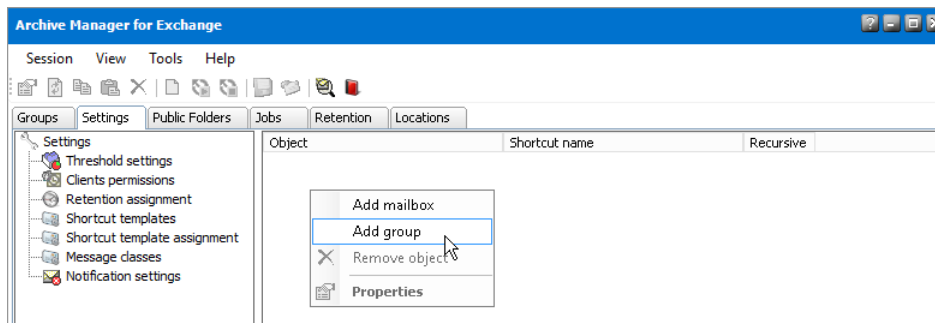 Archive Manager for Exchange
Session View Tools Help
Groups Settings Public Folders Jobs Retention Locations
Settings
Threshold settings
Clients permissions
Retention assignment
Shortcut templates
Shortcut template assignment
Message classes
Notification settings
Object Shortcut name Recursive
Add mailbox
Add group
Remove object
Properties